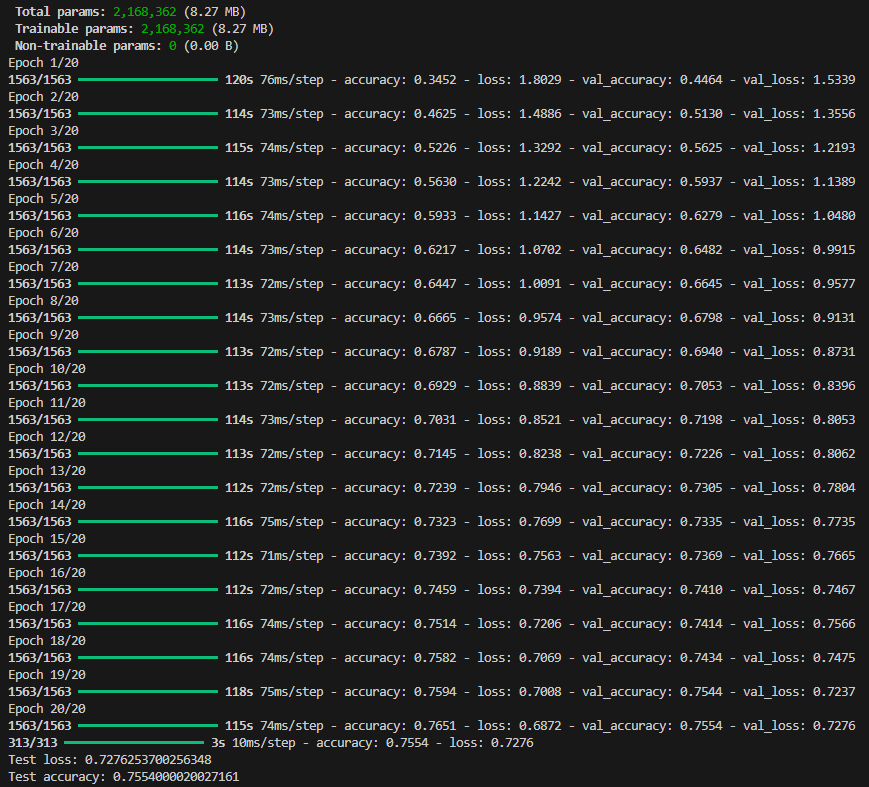 Total params: 2,168,362 (8.27 MB)
Trainable params: 2,168,362 (8.27 MB)
Non-trainable params: 0 (0.00 B)
Epoch 1/20
1563/1563 120s 76ms/step - accuracy: 0.3452 - loss: 1.8029 - val_accuracy: 0.4464 - val_loss: 1.5339
Epoch 2/20
1563/1563 114s 73ms/step - accuracy: 0.4625 - loss: 1.4886 - val_accuracy: 0.5130 - val_loss: 1.3556
Epoch 3/20
1563/1563 115s 74ms/step - accuracy: 0.5226 - loss: 1.3292 - val_accuracy: 0.5625 - val_loss: 1.2193
Epoch 4/20
1563/1563 114s 73ms/step - accuracy: 0.5630 - loss: 1.2242 - val_accuracy: 0.5937 - val_loss: 1.1389
Epoch 5/20
1563/1563 116s 74ms/step - accuracy: 0.5933 - loss: 1.1427 - val_accuracy: 0.6279 - val_loss: 1.0480
Epoch 6/20
1563/1563 114s 73ms/step - accuracy: 0.6217 - loss: 1.0702 - val_accuracy: 0.6482 - val_loss: 0.9915
Epoch 7/20
1563/1563 113s 72ms/step - accuracy: 0.6447 - loss: 1.0091 - val_accuracy: 0.6645 - val_loss: 0.9577
Epoch 8/20
1563/1563 114s 73ms/step - accuracy: 0.6665 - loss: 0.9574 - val_accuracy: 0.6798 - val_loss: 0.9131
Epoch 9/20
1563/1563 113s 72ms/step - accuracy: 0.6787 - loss: 0.9189 - val_accuracy: 0.6940 - val_loss: 0.8731
Epoch 10/20
1563/1563 113s 72ms/step - accuracy: 0.6929 - loss: 0.8839 - val_accuracy: 0.7053 - val_loss: 0.8396
Epoch 11/20
1563/1563 114s 73ms/step - accuracy: 0.7031 - loss: 0.8521 - val_accuracy: 0.7198 - val_loss: 0.8053
Epoch 12/20
1563/1563 113s 72ms/step - accuracy: 0.7145 - loss: 0.8238 - val_accuracy: 0.7226 - val_loss: 0.8062
Epoch 13/20
1563/1563 112s 72ms/step - accuracy: 0.7239 - loss: 0.7946 - val_accuracy: 0.7305 - val_loss: 0.7804
Epoch 14/20
1563/1563 116s 75ms/step - accuracy: 0.7323 - loss: 0.7699 - val_accuracy: 0.7335 - val_loss: 0.7735
Epoch 15/20
1563/1563 112s 71ms/step - accuracy: 0.7392 - loss: 0.7563 - val_accuracy: 0.7369 - val_loss: 0.7665
Epoch 16/20
1563/1563 112s 72ms/step - accuracy: 0.7459 - loss: 0.7394 - val_accuracy: 0.7410 - val_loss: 0.7467
Epoch 17/20
1563/1563 116s 74ms/step - accuracy: 0.7514 - loss: 0.7206 - val_accuracy: 0.7414 - val_loss: 0.7566
Epoch 18/20
1563/1563 116s 74ms/step - accuracy: 0.7582 - loss: 0.7069 - val_accuracy: 0.7434 - val_loss: 0.7475
Epoch 19/20
1563/1563 118s 75ms/step - accuracy: 0.7594 - loss: 0.7008 - val_accuracy: 0.7544 - val_loss: 0.7237
Epoch 20/20
1563/1563 115s 74ms/step - accuracy: 0.7651 - loss: 0.6872 - val_accuracy: 0.7554 - val_loss: 0.7276
313/313 3s 10ms/step - accuracy: 0.7554 - loss: 0.7276
Test loss: 0.7276253700256348
Test accuracy: 0.7554000020027161